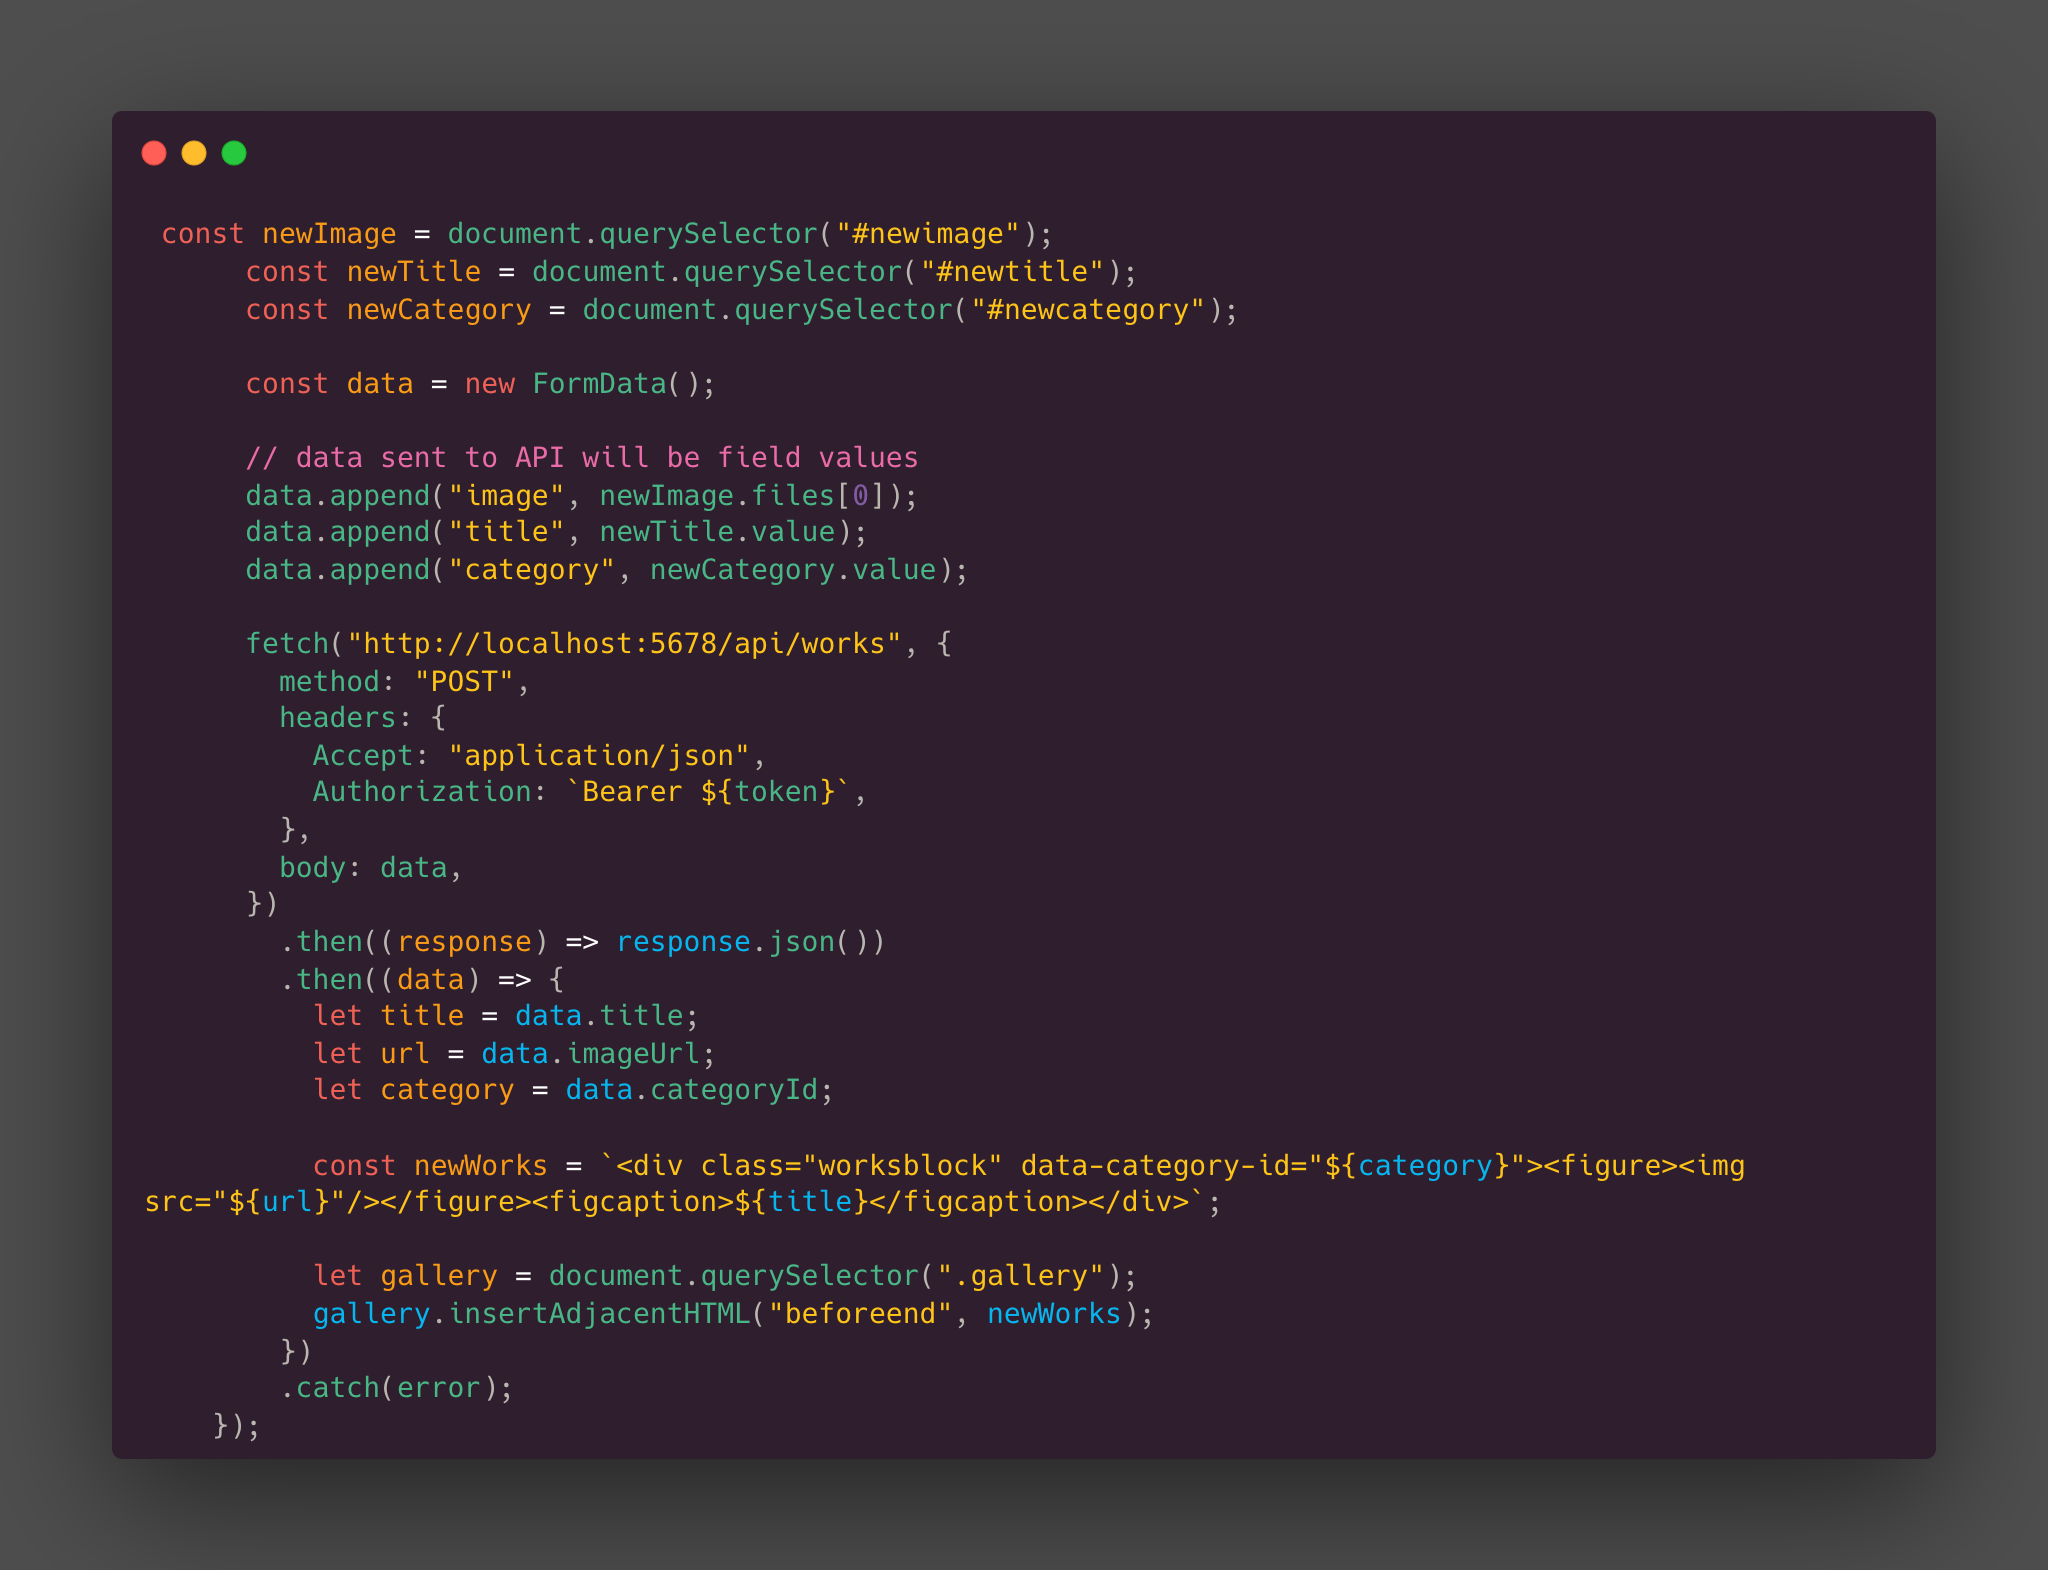 const newImage = document.querySelector("#newimage");
const newTitle = document.querySelector("#newtitle");
const newCategory = document.querySelector("#newcategory");
const data = new FormData();
// data sent to API will be field values
data.append("image", newImage.files[0]);
data.append("title", newTitle.value);
data.append("category", newCategory.value);
fetch("http://localhost:5678/api/works", {
method: "POST",
headers: {
Accept: "application/json",
Authorization: `Bearer ${token}`,
},
body: data,
})
.then((response) => response.json())
.then((data) => {
let title = data.title;
let url = data.imageUrl;
let category = data.categoryId;
const newWorks = `<div class="worksblock" data-category-id="${category}"><figure><img
src="${url}"/></figure><figcaption>${title}</figcaption></div>`;
let gallery = document.querySelector(".gallery");
gallery.insertAdjacentHTML("beforeend", newWorks);
})
.catch(error);
});